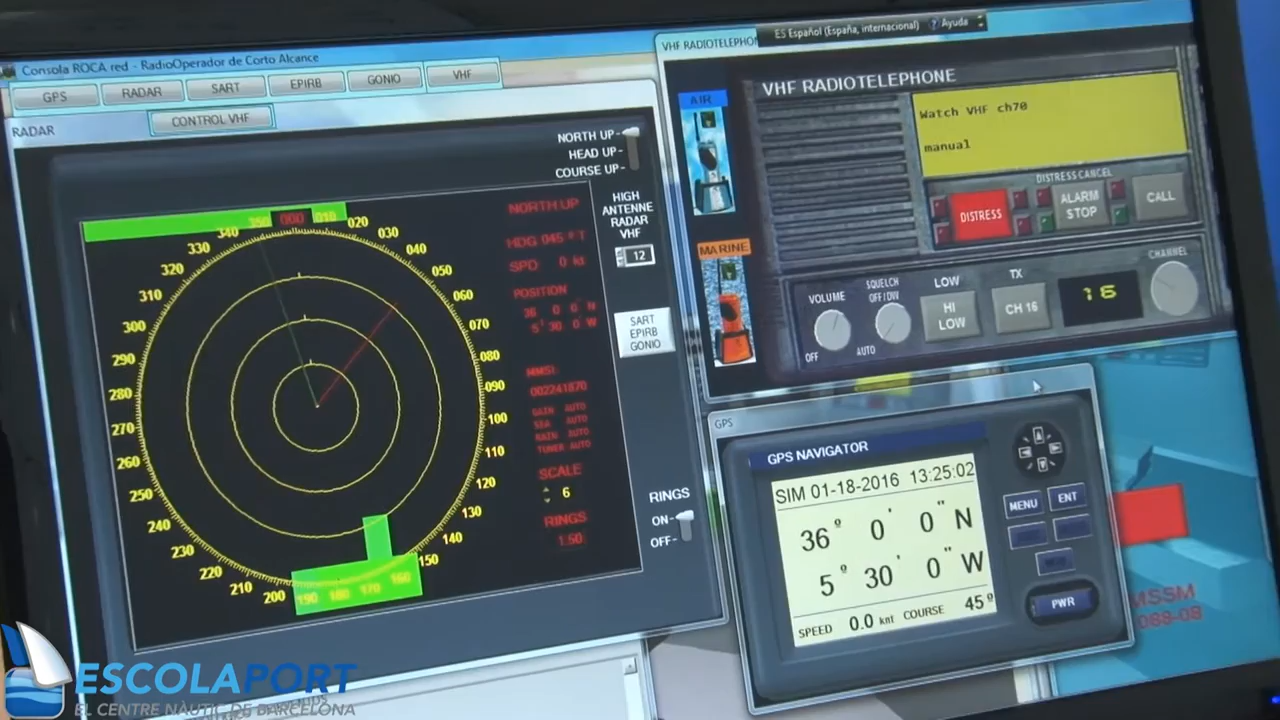 Consola ROCA red - RadioOperador de Corto Alcance
GPS
RADAR
SART
EPIRB
GONIO
VHF
RADAR
CONTROL VHF
NORTH UP
HEAD UP
COURSE UP
HIGH
ANTENNE
RADAR
VHF
12
SART
EPIRB
GONIO
RINGS
ON
OFF
350 000 010 020 030 040 050 060 070 080 090 100 110 120 130 140 150 160 170 180 190 200 210 220 230 240 250 260 270 280 290 300 310 320 330 340
NORTH UP
HDG 045 ° T
SPD 0 kt
POSITION
36 0 0 N
5° 30 0 W
MMSI:
002241870
GAIN AUTO
SEA AUTO
RAIN AUTO
TUNER AUTO
SCALE
6
RINGS
1.50
ES Español (España, internacional)
Ayuda
VHF RADIOTELEPHON
AIR
MARINE
VHF RADIOTELEPHONE
Watch VHF ch70
manual
DISTRESS CANCEL
DISTRESS
ALARM
STOP
CALL
VOLUME
OFF
SQUELCH
OFF/ON
AUTO
LOW
HI
LOW
TX
CH 16
16
CHANNEL
GPS
GPS NAVIGATOR
SIM 01-18-2016 13:25:02
36° 0' 0" N
5° 30' 0" W
SPEED 0.0 knt COURSE 45º
MENU
ENT
PWR
ESCOLAPORT
EL CENTRE NÀUTIC DE BARCELONA